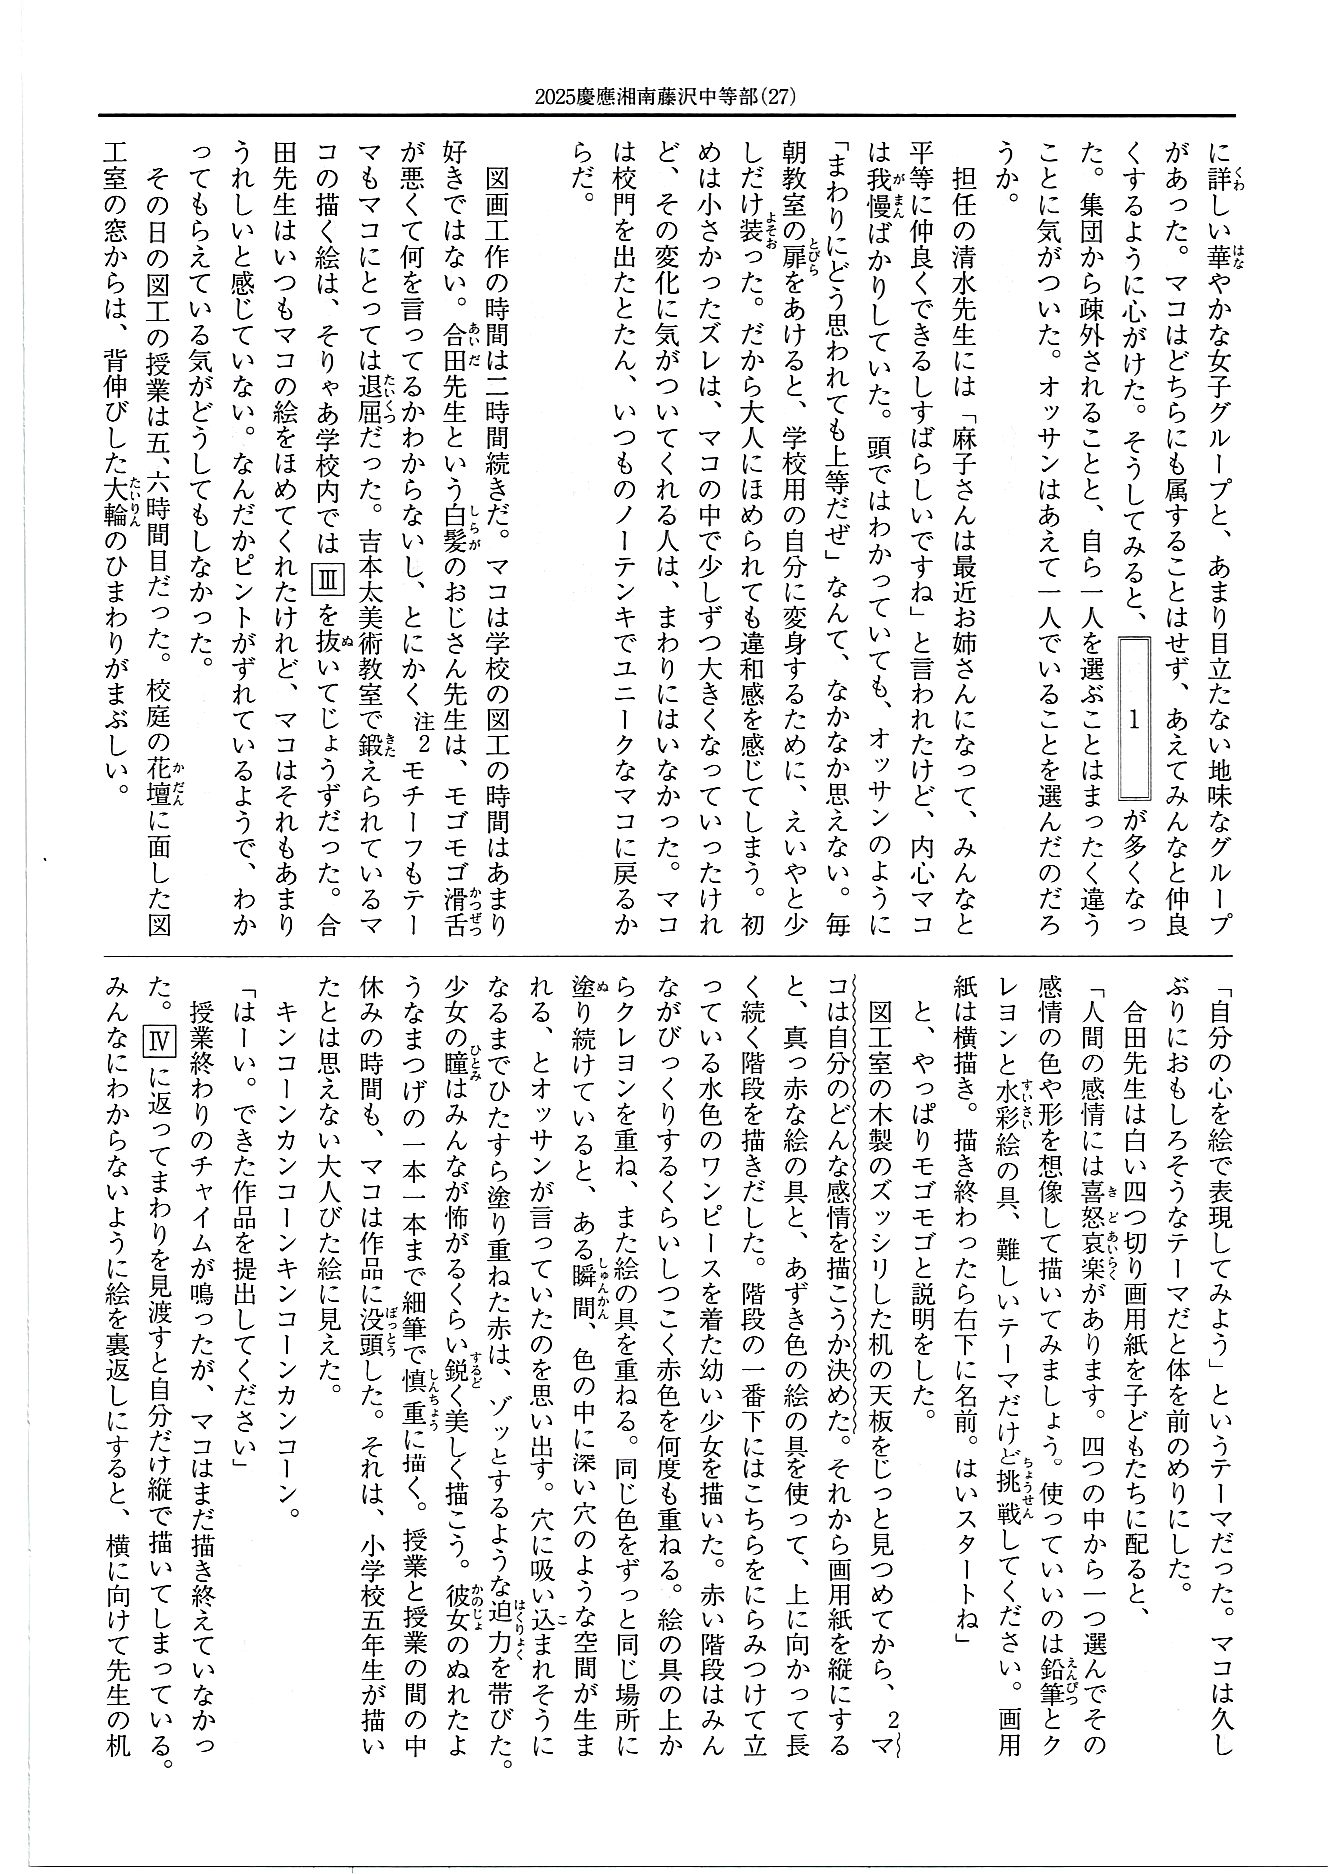 2025慶應湘南藤沢中等部(27)
に詳しい華やかな女子グループと、あまり目立たない地味なグループ
があった。マコはどちらにも属することはせず、あえてみんなと仲良
くするように心がけた。そうしてみると、 1 が多くなっ
た。集団から疎外されることと、自ら一人を選ぶことはまったく違う
ことに気がついた。オッサンはあえて一人でいることを選んだのだろ
うか。
担任の清水先生には「麻子さんは最近お姉さんになって、みんなと
平等に仲良くできるしすばらしいですね」と言われたけど、内心マコ
は我慢ばかりしていた。頭ではわかっていても、オッサンのように
「まわりにどう思われても上等だぜ」なんて、なかなか思えない。毎
朝教室の扉をあけると、学校用の自分に変身するために、えいやと少
しだけ装った。だから大人にほめられても違和感を感じてしまう。初
めは小さかったズレは、マコの中で少しずつ大きくなっていったけれ
ど、その変化に気がついてくれる人は、まわりにはいなかった。マコ
は校門を出たとたん、いつものノーテンキでユニークなマコに戻るか
らだ。
図画工作の時間は二時間続きだ。マコは学校の図工の時間はあまり
好きではない。合田先生という白髪のおじさん先生は、モゴモゴ滑舌
が悪くて何を言ってるかわからないし、とにかく注2モチーフもテー
マもマコにとっては退屈だった。吉本太美術教室で鍛えられているマ
コの描く絵は、そりゃあ学校内ではⅢを抜いてじょうずだった。合
田先生はいつもマコの絵をほめてくれたけれど、マコはそれもあまり
うれしいと感じていない。なんだかピントがずれているようで、わか
ってもらえている気がどうしてもしなかった。
その日の図工の授業は五、六時間目だった。校庭の花壇に面した図
工室の窓からは、背伸びした大輪のひまわりがまぶしい。
「自分の心を絵で表現してみよう」というテーマだった。マコは久し
ぶりにおもしろそうなテーマだと体を前のめりにした。
合田先生は白い四つ切り画用紙を子どもたちに配ると、
「人間の感情には喜怒哀楽があります。四つの中から一つ選んでその
感情の色や形を想像して描いてみましょう。使っていいのは鉛筆とク
レヨンと水彩絵の具、難しいテーマだけど挑戦してください。画用
紙は横描き。描き終わったら右下に名前。はいスタートね」
と、やっぱりモゴモゴと説明をした。
図工室の木製のズッシリした机の天板をじっと見つめてから、2マ
コは自分のどんな感情を描こうか決めた。それから画用紙を縦にする
と、真っ赤な絵の具と、あずき色の絵の具を使って、上に向かって長
く続く階段を描きだした。階段の一番下にはこちらをにらみつけて立
っている水色のワンピースを着た幼い少女を描いた。赤い階段はみん
ながびっくりするくらいしつこく赤色を何度も重ねる。絵の具の上か
らクレヨンを重ね、また絵の具を重ねる。同じ色をずっと同じ場所に
塗り続けていると、ある瞬間、色の中に深い穴のような空間が生ま
れる、とオッサンが言っていたのを思い出す。穴に吸い込まれそうに
なるまでひたすら塗り重ねた赤は、ゾッとするような迫力を帯びた。
少女の瞳はみんなが怖がるくらい鋭く美しく描こう。彼女のぬれたよ
うなまつげの一本一本まで細筆で慎重に描く。授業と授業の間の中
休みの時間も、マコは作品に没頭した。それは、小学校五年生が描い
たとは思えない大人びた絵に見えた。
キンコーンカンコーンキンコーンカンコーン。
「はーい。できた作品を提出してください」
授業終わりのチャイムが鳴ったが、マコはまだ描き終えていなかっ
た。Ⅳに返ってまわりを見渡すと自分だけ縦で描いてしまっている。
みんなにわからないように絵を裏返しにすると、横に向けて先生の机